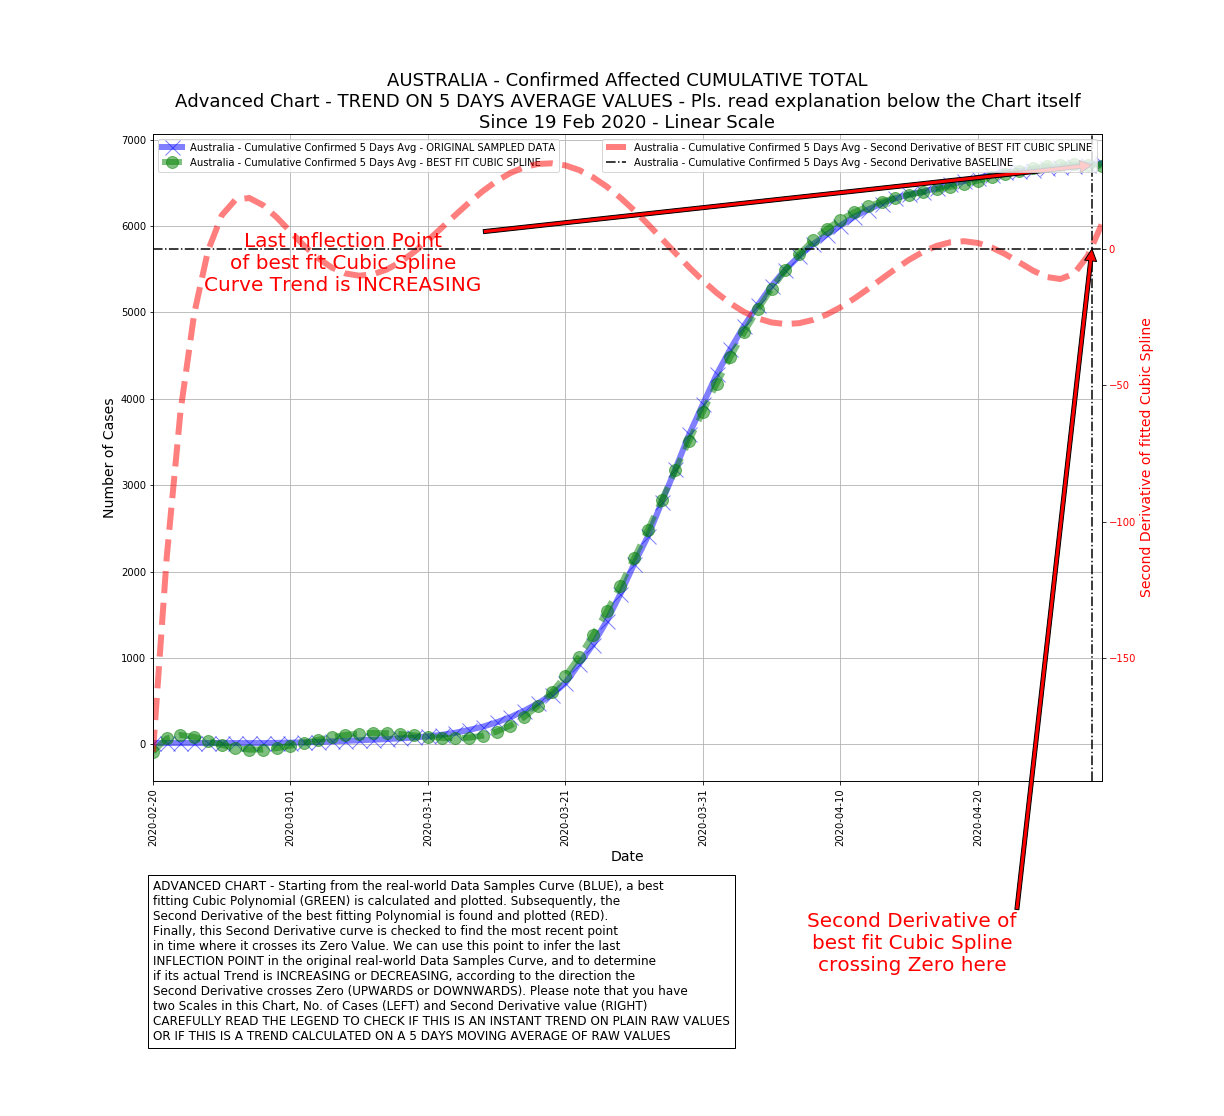 AUSTRALIA - Confirmed Affected CUMULATIVE TOTAL
Advanced Chart - TREND ON 5 DAYS AVERAGE VALUES - Pls. read explanation below the Chart itself
Since 19 Feb 2020 - Linear Scale
Australia - Cumulative Confirmed 5 Days Avg - ORIGINAL SAMPLED DATA
Australia - Cumulative Confirmed 5 Days Avg - BEST FIT CUBIC SPLINE
Australia - Cumulative Confirmed 5 Days Avg - Second Derivative of BEST FIT CUBIC SPLINE
Australia - Cumulative Confirmed 5 Days Avg - Second Derivative BASELINE
Last Inflection Point
of best fit Cubic Spline
Curve Trend is INCREASING
7000
6000
5000
4000
3000
2000
1000
0
Number of Cases
0
−50
−100
−150
Second Derivative of fitted Cubic Spline
2020-02-20
2020-03-01
2020-03-11
2020-03-21
2020-03-31
2020-04-10
2020-04-20
Date
ADVANCED CHART - Starting from the real-world Data Samples Curve (BLUE), a best
fitting Cubic Polynomial (GREEN) is calculated and plotted. Subsequently, the
Second Derivative of the best fitting Polynomial is found and plotted (RED).
Finally, this Second Derivative curve is checked to find the most recent point
in time where it crosses its Zero Value. We can use this point to infer the last
INFLECTION POINT in the original real-world Data Samples Curve, and to determine
if its actual Trend is INCREASING or DECREASING, according to the direction the
Second Derivative crosses Zero (UPWARDS or DOWNWARDS). Please note that you have
two Scales in this Chart, No. of Cases (LEFT) and Second Derivative value (RIGHT)
CAREFULLY READ THE LEGEND TO CHECK IF THIS IS AN INSTANT TREND ON PLAIN RAW VALUES
OR IF THIS IS A TREND CALCULATED ON A 5 DAYS MOVING AVERAGE OF RAW VALUES
Second Derivative of
best fit Cubic Spline
crossing Zero here